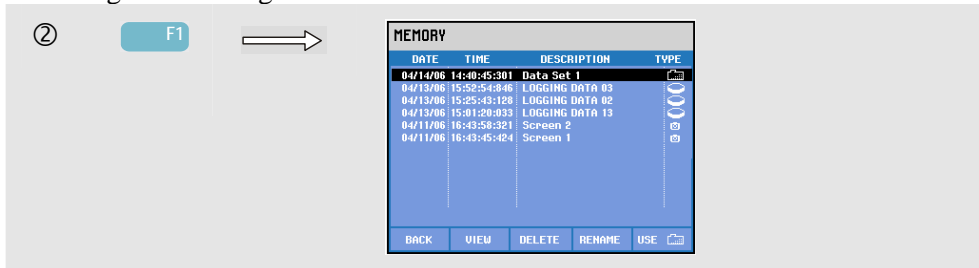 ② F1
MEMORY
DATE TIME DESCRIPTION TYPE
04/14/06 14:40:45:301 Data Set 1
04/13/06 15:52:54:846 LOGGING DATA 03
04/13/06 15:25:43:128 LOGGING DATA 02
04/13/06 15:01:20:033 LOGGING DATA 13
04/11/06 16:43:58:321 Screen 2
04/11/06 16:43:45:424 Screen 1
BACK VIEW DELETE RENAME USE